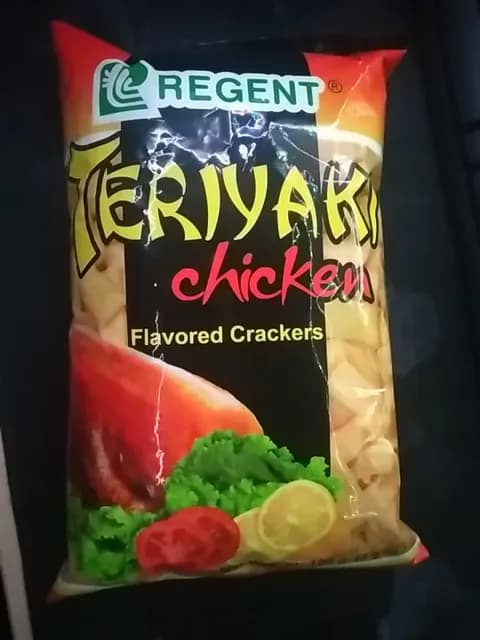 REGENT®
TERIYAKI
chicken
Flavored Crackers